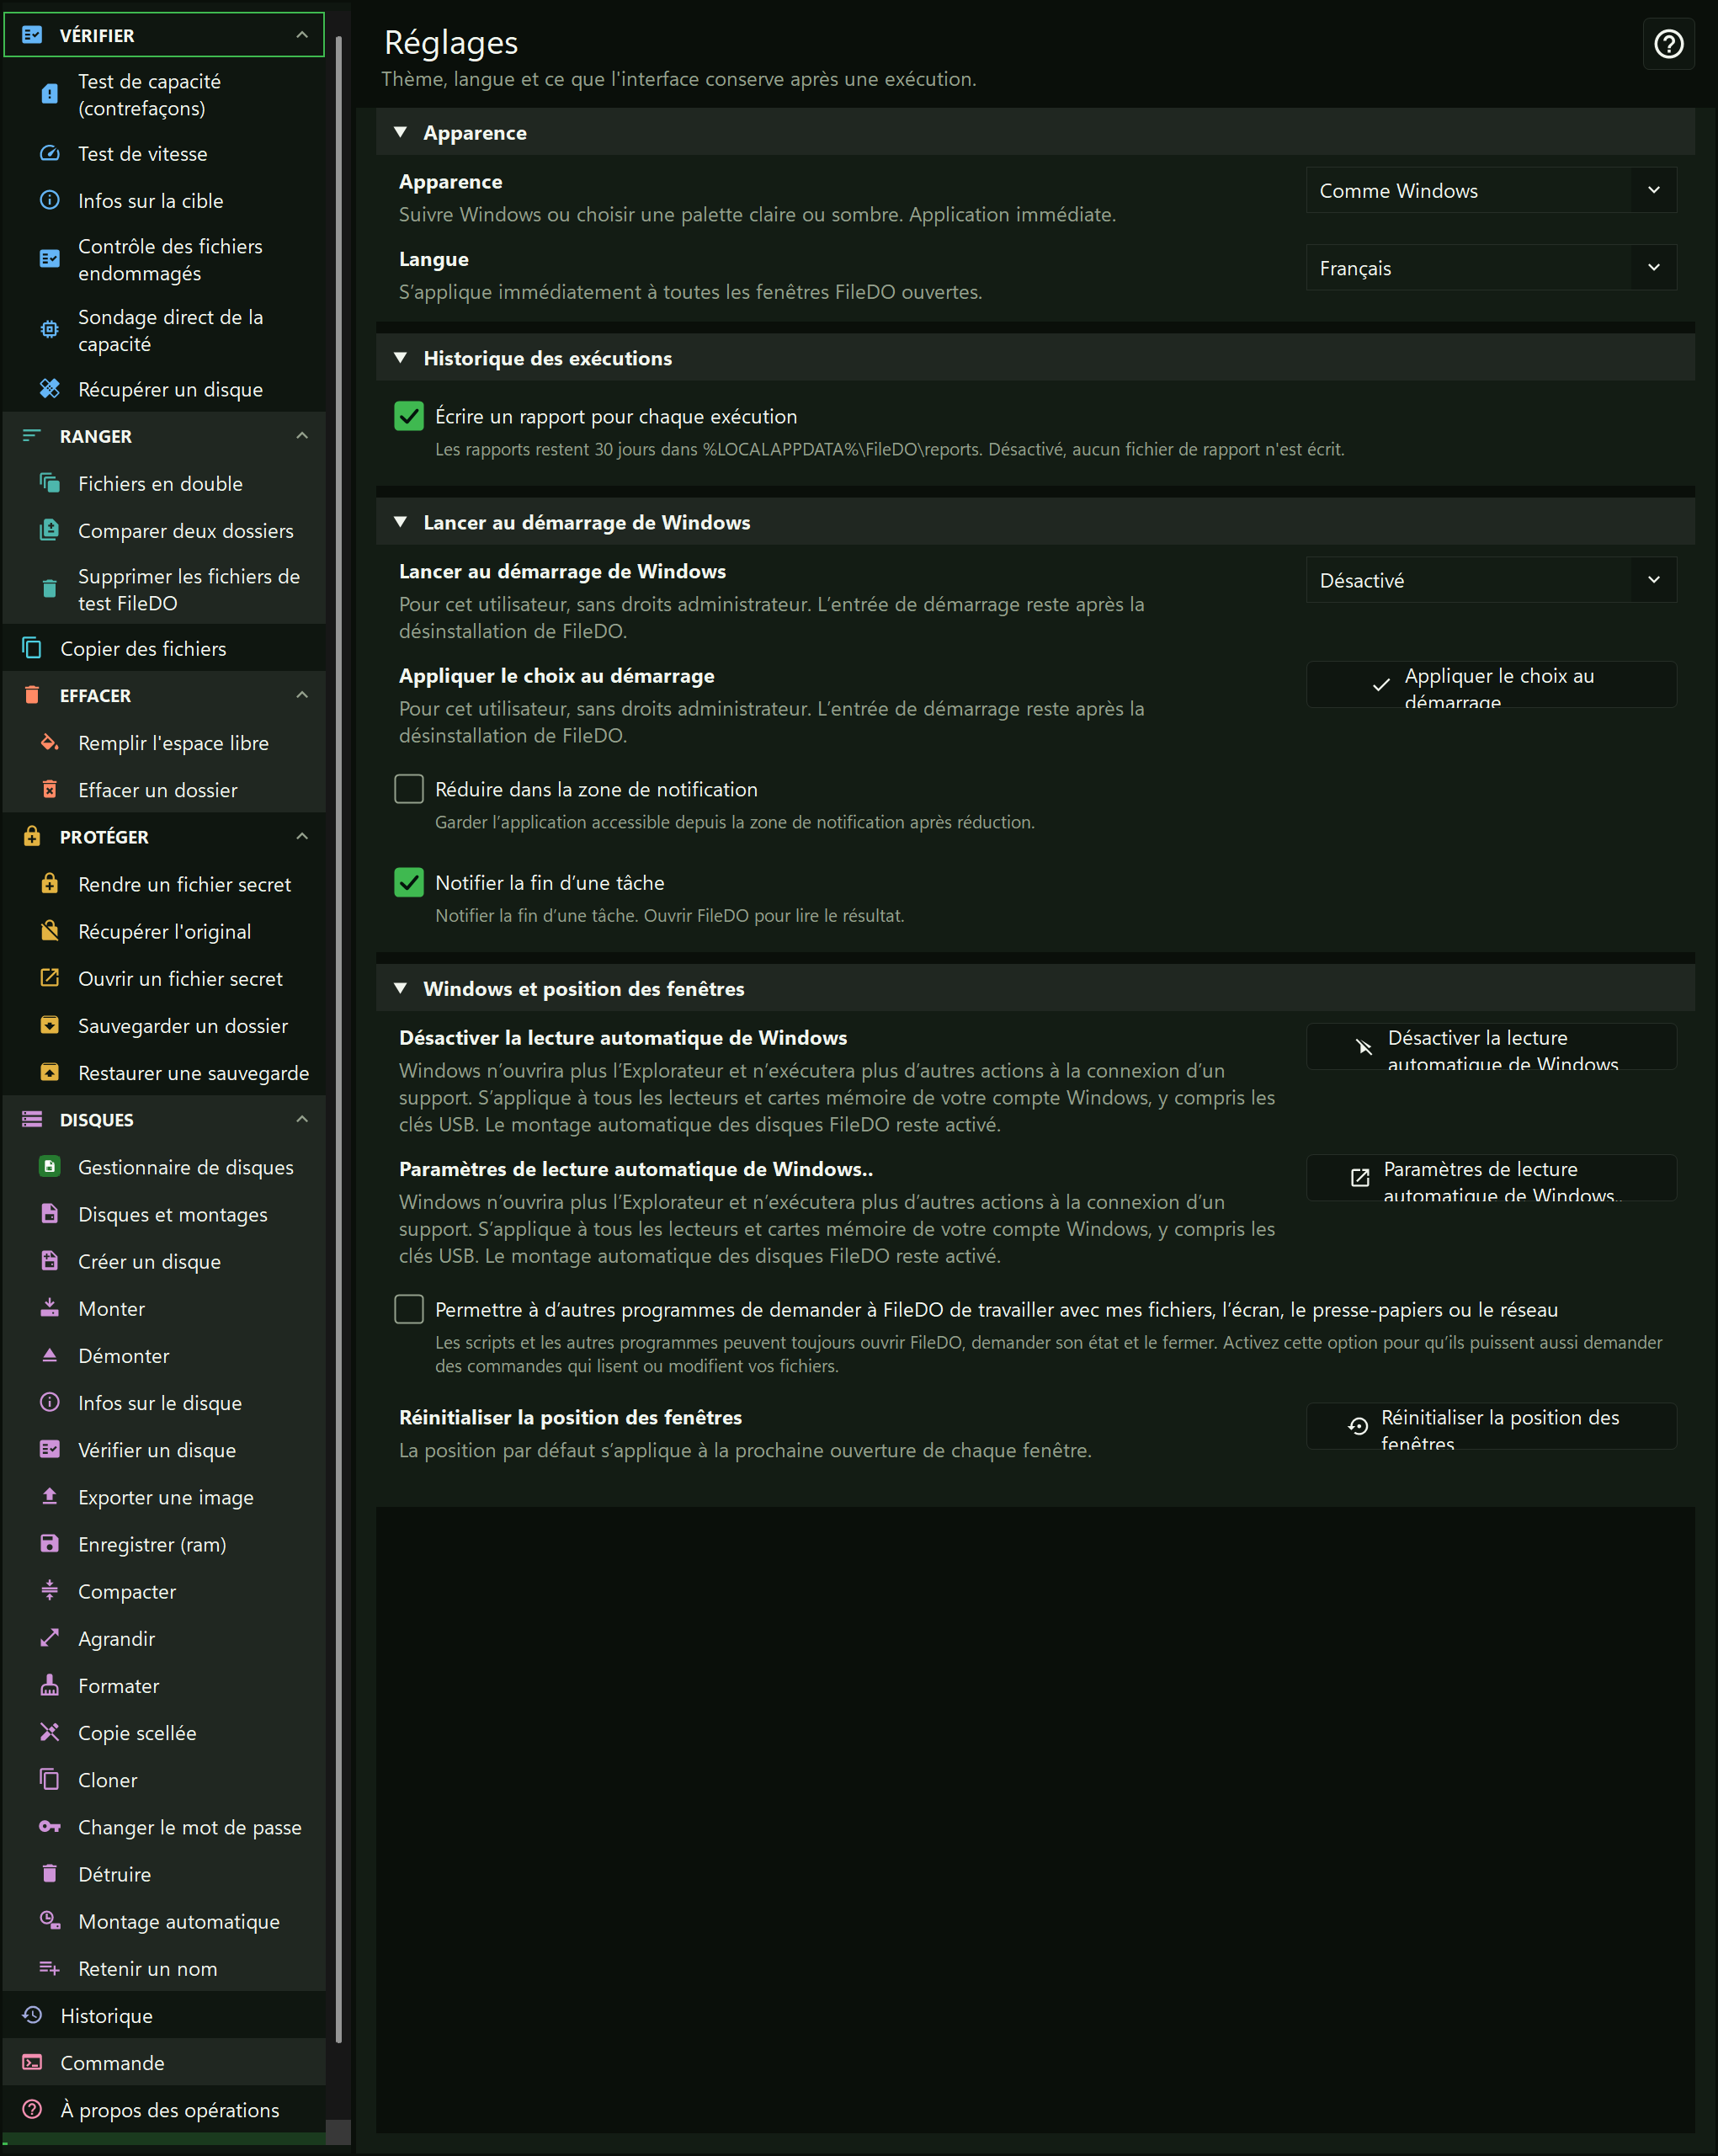 VÉRIFIER
Test de capacité
(contrefaçons)
Test de vitesse
Infos sur la cible
Contrôle des fichiers
endommagés
Sondage direct de la
capacité
Récupérer un disque
RANGER
Fichiers en double
Comparer deux dossiers
Supprimer les fichiers de
test FileDO
Copier des fichiers
EFFACER
Remplir l'espace libre
Effacer un dossier
PROTÉGER
Rendre un fichier secret
Récupérer l'original
Ouvrir un fichier secret
Sauvegarder un dossier
Restaurer une sauvegarde
DISQUES
Gestionnaire de disques
Disques et montages
Créer un disque
Monter
Démonter
Infos sur le disque
Vérifier un disque
Exporter une image
Enregistrer (ram)
Compacter
Agrandir
Formater
Copie scellée
Cloner
Changer le mot de passe
Détruire
Montage automatique
Retenir un nom
Historique
Commande
À propos des opérations
Réglages
Thème, langue et ce que l'interface conserve après une exécution.
Apparence
Apparence
Suivre Windows ou choisir une palette claire ou sombre. Application immédiate.
Comme Windows
Langue
S’applique immédiatement à toutes les fenêtres FileDO ouvertes.
Français
Historique des exécutions
Écrire un rapport pour chaque exécution
Les rapports restent 30 jours dans %LOCALAPPDATA%\FileDO\reports. Désactivé, aucun fichier de rapport n'est écrit.
Lancer au démarrage de Windows
Lancer au démarrage de Windows
Pour cet utilisateur, sans droits administrateur. L’entrée de démarrage reste après la
désinstallation de FileDO.
Désactivé
Appliquer le choix au démarrage
Pour cet utilisateur, sans droits administrateur. L’entrée de démarrage reste après la
désinstallation de FileDO.
Appliquer le choix au
démarrage
Réduire dans la zone de notification
Garder l’application accessible depuis la zone de notification après réduction.
Notifier la fin d’une tâche
Notifier la fin d’une tâche. Ouvrir FileDO pour lire le résultat.
Windows et position des fenêtres
Désactiver la lecture automatique de Windows
Windows n’ouvrira plus l’Explorateur et n’exécutera plus d’autres actions à la connexion d’un
support. S’applique à tous les lecteurs et cartes mémoire de votre compte Windows, y compris les
clés USB. Le montage automatique des disques FileDO reste activé.
Désactiver la lecture
automatique de Windows
Paramètres de lecture automatique de Windows..
Windows n’ouvrira plus l’Explorateur et n’exécutera plus d’autres actions à la connexion d’un
support. S’applique à tous les lecteurs et cartes mémoire de votre compte Windows, y compris les
clés USB. Le montage automatique des disques FileDO reste activé.
Paramètres de lecture
automatique de Windows..
Permettre à d’autres programmes de demander à FileDO de travailler avec mes fichiers, l’écran, le presse-papiers ou le réseau
Les scripts et les autres programmes peuvent toujours ouvrir FileDO, demander son état et le fermer. Activez cette option pour qu’ils puissent aussi demander
des commandes qui lisent ou modifient vos fichiers.
Réinitialiser la position des fenêtres
La position par défaut s’applique à la prochaine ouverture de chaque fenêtre.
Réinitialiser la position des
fenêtres